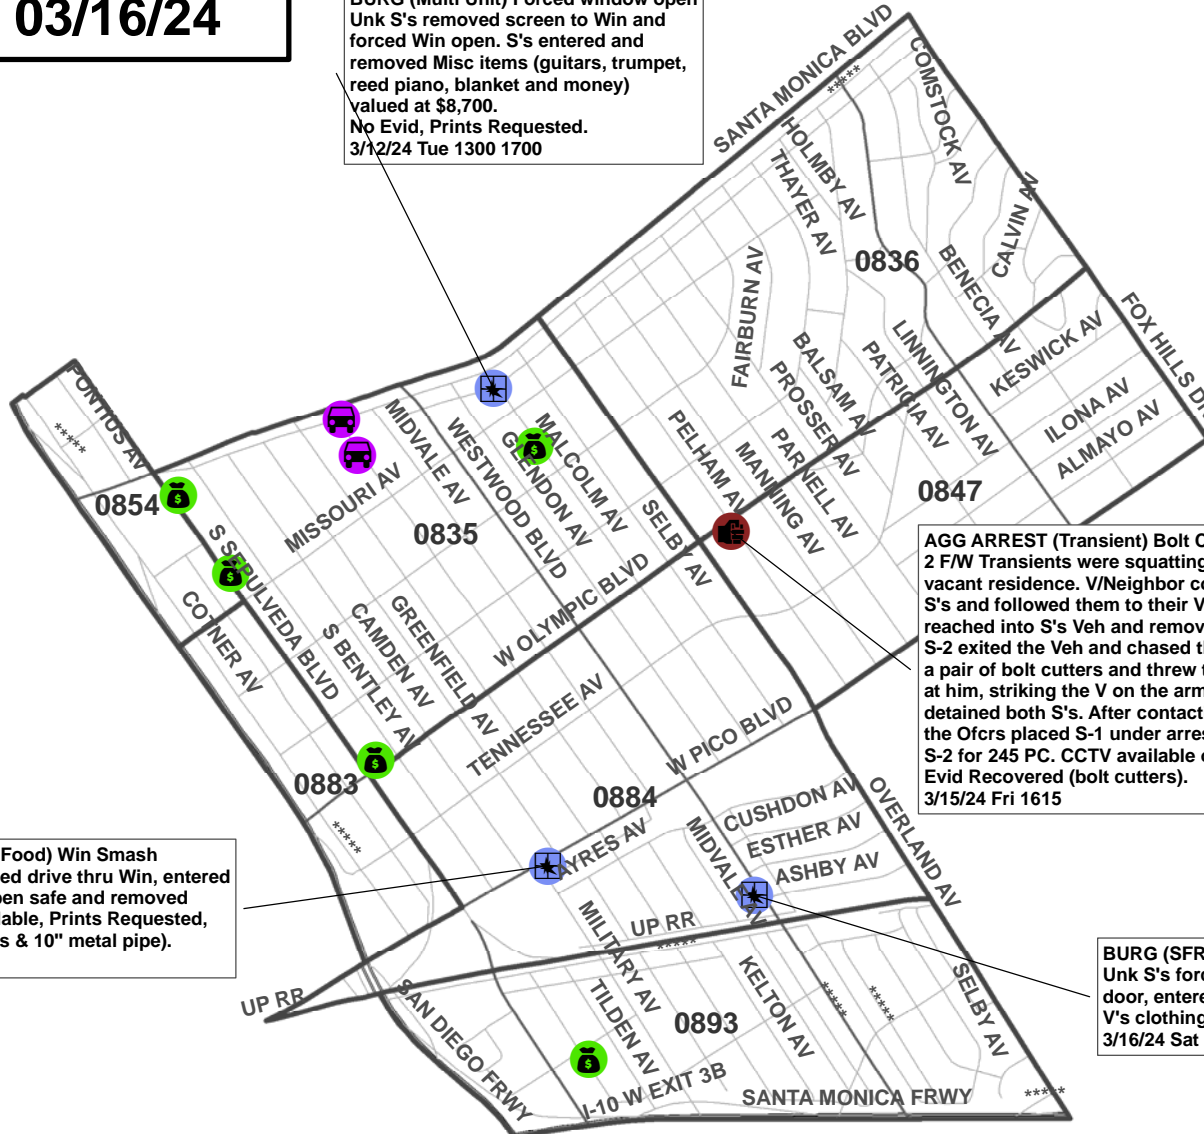 03/16/24
BURG (Multi Unit) Forced window open
Unk S's removed screen to Win and
forced Win open. S's entered and
removed Misc items (guitars, trumpet,
reed piano, blanket and money)
valued at $8,700.
No Evid, Prints Requested.
3/12/24 Tue 1300 1700
SANTA MONICA BLVD
*****
COMSTOCK AV
HOLMBY AV
THAYER AV
CALVIN AV
0836
BENECIA AV
FAIRBURN AV
FOX HILLS
LINNINGTON AV
KESWICK AV
BALSAM AV
PATRICIA AV
PROSSER AV
ILONA AV
ALMAYO AV
PONTIUS AV
*****
MIDVALE AV
WESTWOOD BLVD
MALCOLM AV
GLENDON AV
PELHAM AV
MANNING AV
PARNELL AV
0847
0854
MISSOURI AV
0835
SELBY AV
S SEPULVEDA BLVD
COTNER AV
W OLYMPIC BLVD
GREENFIELD AV
CAMDEN AV
S BENTLEY AV
AGG ARREST (Transient) Bolt
2 F/W Transients were squatting
vacant residence. V/Neighbor
S's and followed them to their
reached into S's Veh and
S-2 exited the Veh and chased
a pair of bolt cutters and threw
at him, striking the V on the arm
detained both S's. After contact
the Ofcrs placed S-1 under
S-2 for 245 PC. CCTV available
Evid Recovered (bolt cutters).
3/15/24 Fri 1615
TENNESSEE AV
W PICO BLVD
0883
0884
*****
OVERLAND AV
CUSHDON AV
ESTHER AV
ASHBY AV
AYRES AV
MIDVALE AV
Food) Win Smash
drive thru Win, entered
safe and removed
Prints Requested,
& 10" metal pipe).
MILITARY AV
UP RR
*****
BURG
Unk S's
door,
V's clothing
3/16/24 Sat
UP RR
SAN DIEGO FRWY
TILDEN AV
0893
KELTON AV
*****
*****
SELBY AV
I-10 W EXIT 3B
SANTA MONICA FRWY
*****